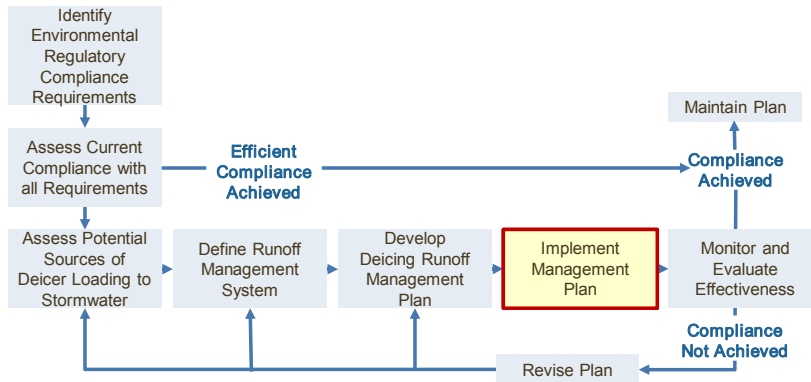 Identify
Environmental
Regulatory
Compliance
Requirements
Maintain Plan
Assess Current
Compliance with
all Requirements
Efficient
Compliance
Achieved
Compliance
Achieved
Assess Potential
Sources of
Deicer Loading to
Stormwater
Define Runoff
Management
System
Develop
Deicing Runoff
Management
Plan
Implement
Management
Plan
Monitor and
Evaluate
Effectiveness
Compliance
Not Achieved
Revise Plan